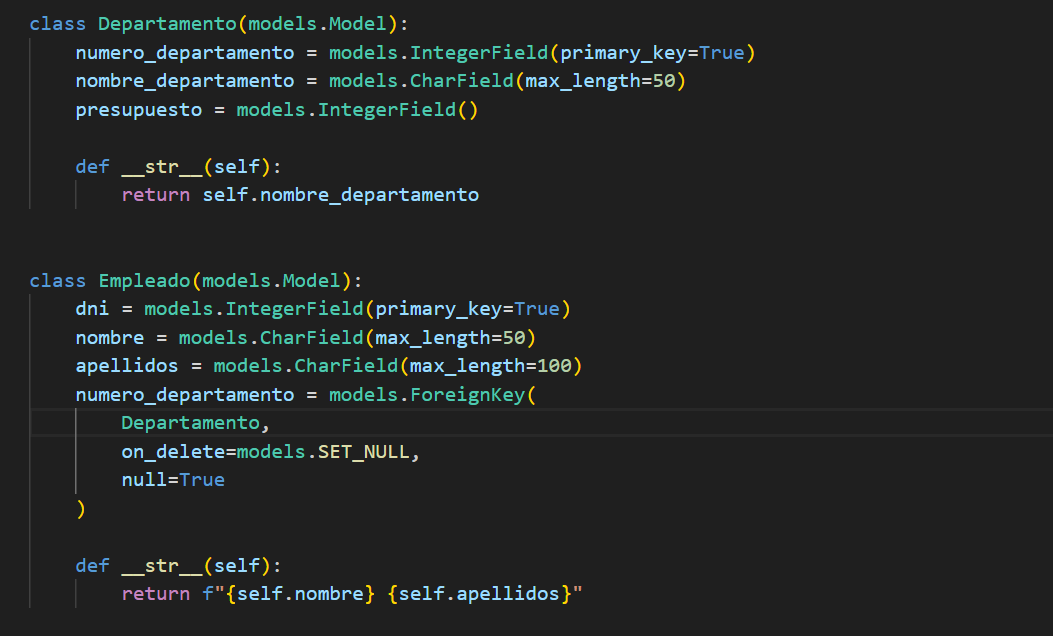 class Departamento(models.Model):
    numero_departamento = models.IntegerField(primary_key=True)
    nombre_departamento = models.CharField(max_length=50)
    presupuesto = models.IntegerField()

    def __str__(self):
        return self.nombre_departamento


class Empleado(models.Model):
    dni = models.IntegerField(primary_key=True)
    nombre = models.CharField(max_length=50)
    apellidos = models.CharField(max_length=100)
    numero_departamento = models.ForeignKey(
        Departamento,
        on_delete=models.SET_NULL,
        null=True
    )

    def __str__(self):
        return f"{self.nombre} {self.apellidos}"